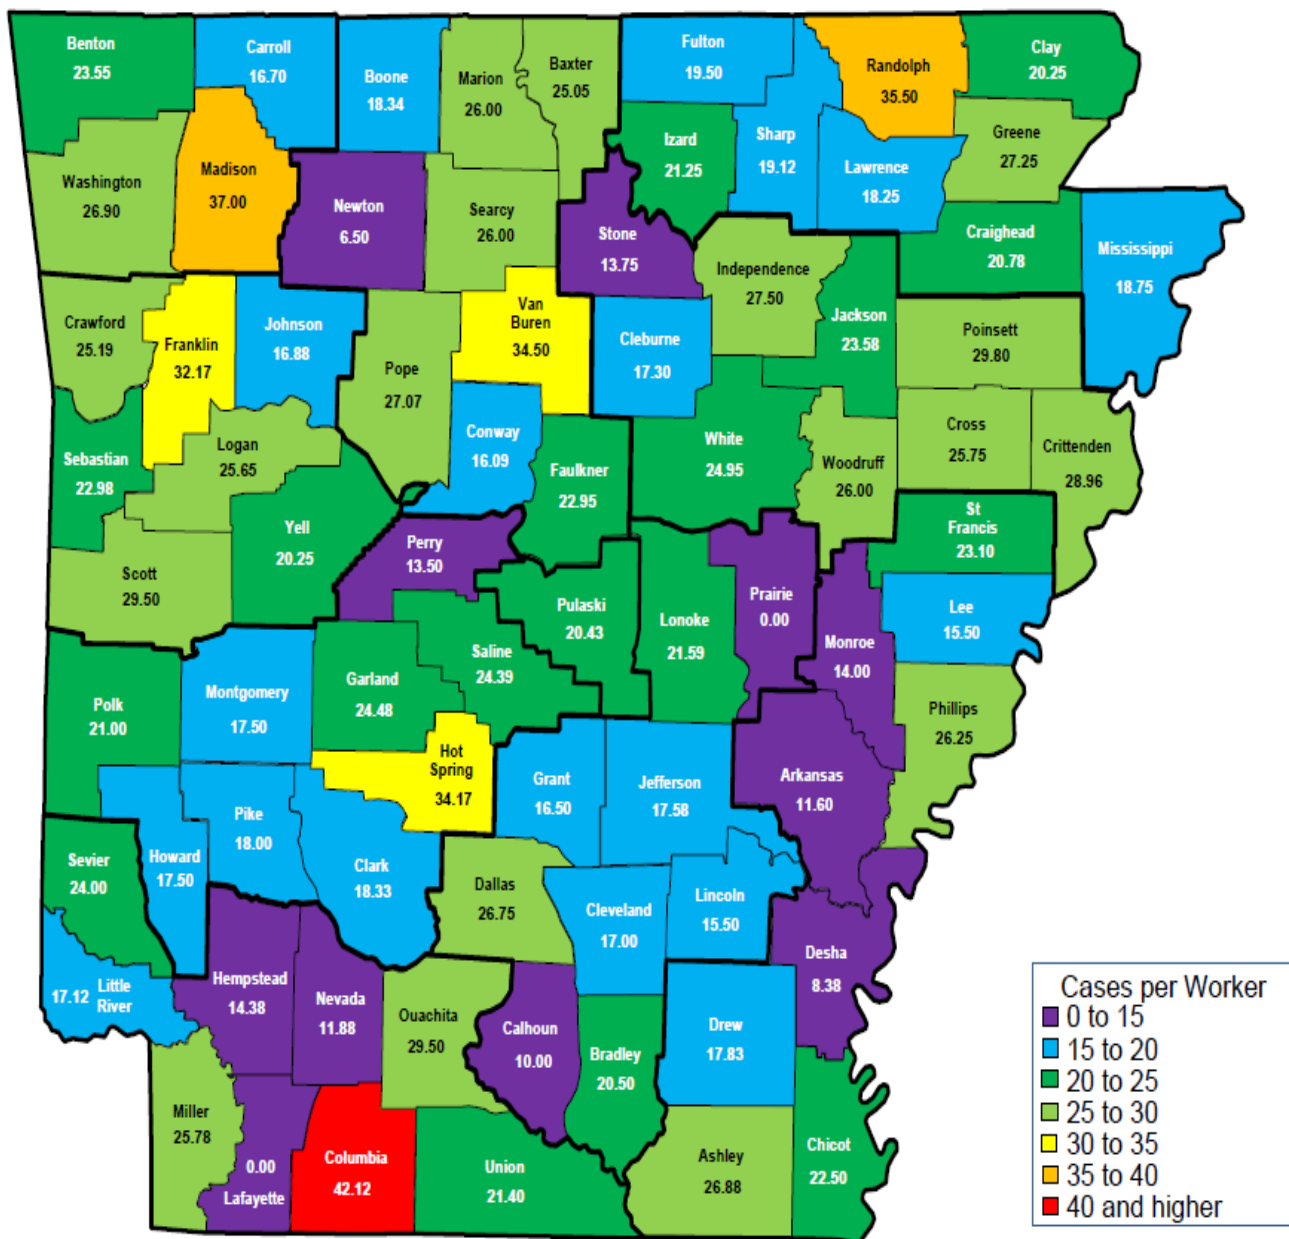 Benton
23.55
Carroll
16.70
Boone
18.34
Marion
26.00
Baxter
25.05
Fulton
19.50
Randolph
35.50
Clay
20.25
Washington
26.90
Madison
37.00
Newton
6.50
Searcy
26.00
Stone
13.75
Izard
21.25
Sharp
19.12
Lawrence
18.25
Greene
27.25
Craighead
20.78
Mississippi
18.75
Crawford
25.19
Franklin
32.17
Johnson
16.88
Pope
27.07
Van
Buren
34.50
Cleburne
17.30
Independence
27.50
Jackson
23.58
Poinsett
29.80
Sebastian
22.98
Logan
25.65
Yell
20.25
Conway
16.09
Faulkner
22.95
White
24.95
Woodruff
26.00
Cross
25.75
Crittenden
28.96
Scott
29.50
Perry
13.50
Pulaski
20.43
Lonoke
21.59
Prairie
0.00
Monroe
14.00
St
Francis
23.10
Lee
15.50
Polk
21.00
Montgomery
17.50
Garland
24.48
Saline
24.39
Hot
Spring
34.17
Grant
16.50
Jefferson
17.58
Arkansas
11.60
Phillips
26.25
Sevier
24.00
Howard
17.50
Pike
18.00
Clark
18.33
Dallas
26.75
Cleveland
17.00
Lincoln
15.50
Desha
8.38
17.12 Little
River
Hempstead
14.38
Nevada
11.88
Ouachita
29.50
Calhoun
10.00
Bradley
20.50
Drew
17.83
Miller
25.78
0.00
Lafayette
Columbia
42.12
Union
21.40
Ashley
26.88
Chicot
22.50
Cases per Worker
0 to 15
15 to 20
20 to 25
25 to 30
30 to 35
35 to 40
40 and higher